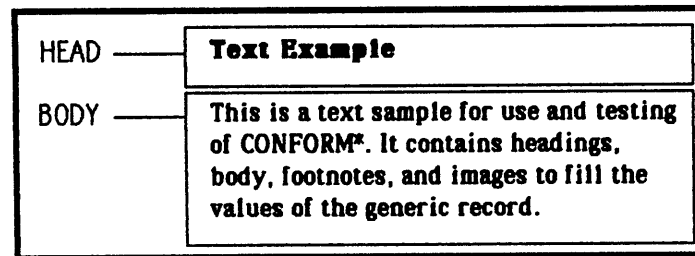 HEAD Text Example
BODY This is a text sample for use and testing
of CONFORM*. It contains headings,
body, footnotes, and images to fill the
values of the generic record.